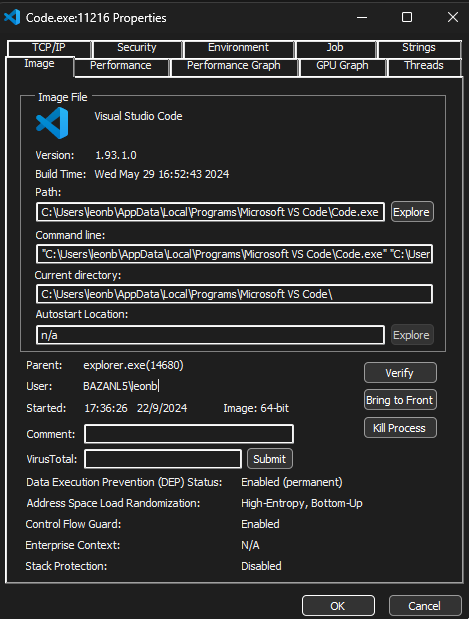 Code.exe:11216 Properties
TCP/IP Security Environment Job Strings
Image Performance Performance Graph GPU Graph Threads
Image File
Visual Studio Code
Version: 1.93.1.0
Build Time: Wed May 29 16:52:43 2024
Path:
C:\Users\leonb\AppData\Local\Programs\Microsoft VS Code\Code.exe Explore
Command line:
"C:\Users\leonb\AppData\Local\Programs\Microsoft VS Code\Code.exe" "C:\User
Current directory:
C:\Users\leonb\AppData\Local\Programs\Microsoft VS Code\
Autostart Location:
n/a Explore
Parent: explorer.exe(14680) Verify
User: BAZANL5\leonb
Bring to Front
Started: 17:36:26 22/9/2024 Image: 64-bit
Kill Process
Comment:
VirusTotal: Submit
Data Execution Prevention (DEP) Status: Enabled (permanent)
Address Space Load Randomization: High-Entropy, Bottom-Up
Control Flow Guard: Enabled
Enterprise Context: N/A
Stack Protection: Disabled
OK Cancel